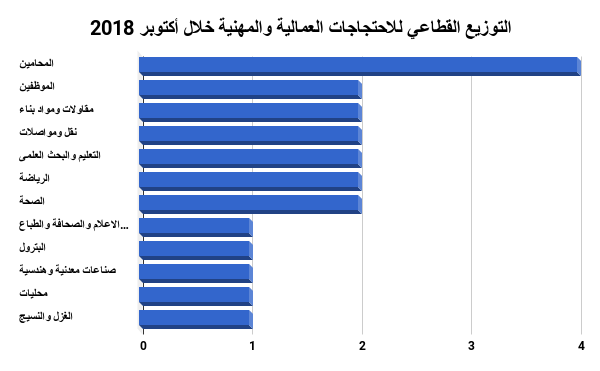 التوزيع القطاعي للاحتجاجات العمالية والمهنية خلال أكتوبر 2018
المحامين
الموظفين
مقاولات ومواد بناء
نقل ومواصلات
التعليم والبحث العلمى
الرياضة
الصحة
الاعلام والصحافة والطباع...
البترول
صناعات معدنية وهندسية
محليات
الغزل والنسيج
0 1 2 3 4